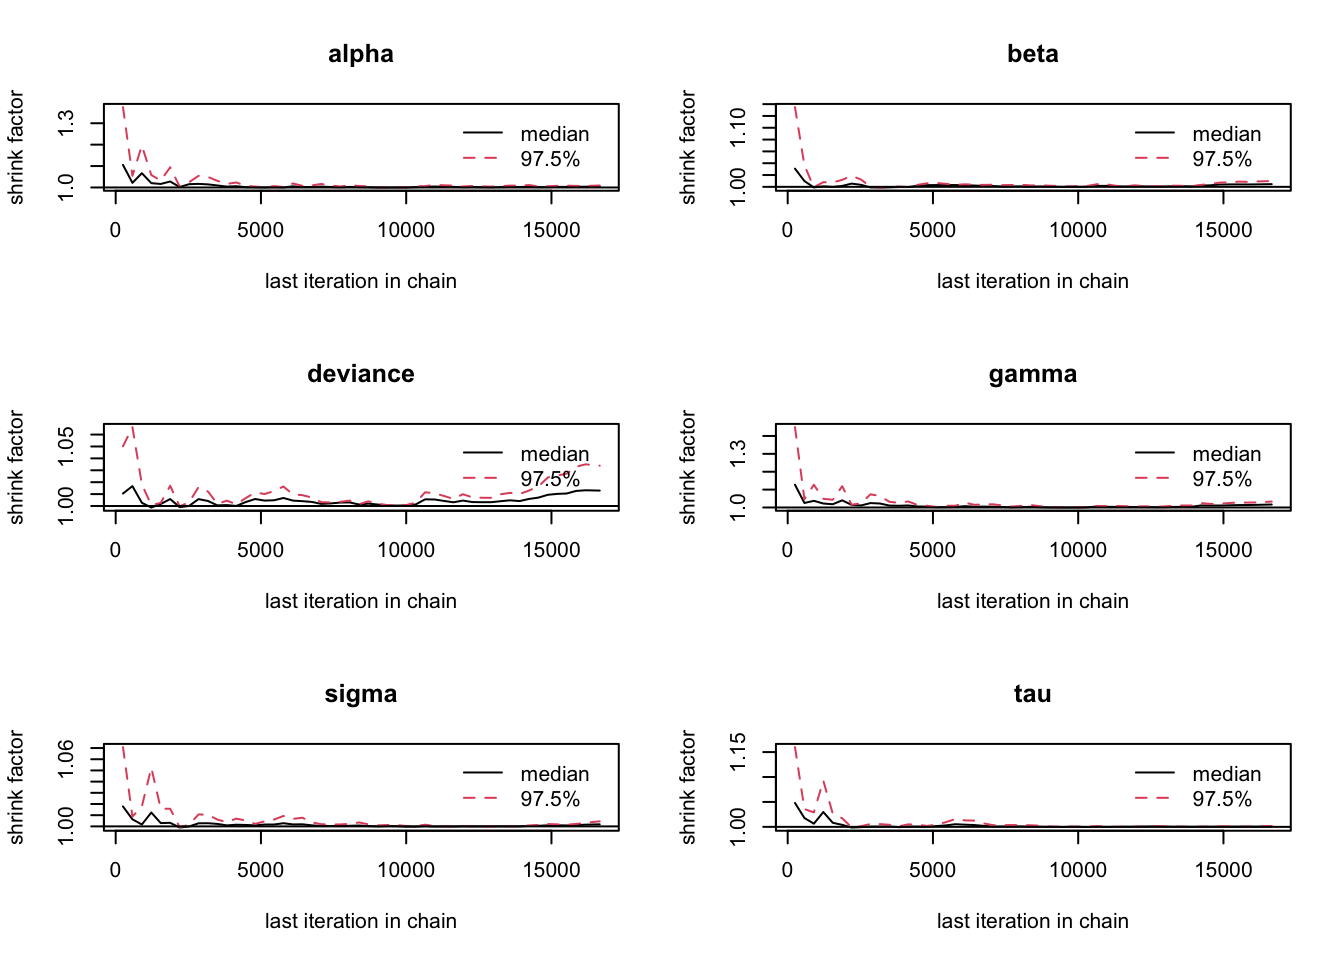 alpha
shrink factor
1.0 1.3
median
97.5%
0 5000 10000 15000
last iteration in chain
beta
shrink factor
1.00 1.10
median
97.5%
0 5000 10000 15000
last iteration in chain
deviance
shrink factor
1.00 1.05
median
97.5%
0 5000 10000 15000
last iteration in chain
gamma
shrink factor
1.0 1.3
median
97.5%
0 5000 10000 15000
last iteration in chain
sigma
shrink factor
1.00 1.06
median
97.5%
0 5000 10000 15000
last iteration in chain
tau
shrink factor
1.00 1.15
median
97.5%
0 5000 10000 15000
last iteration in chain